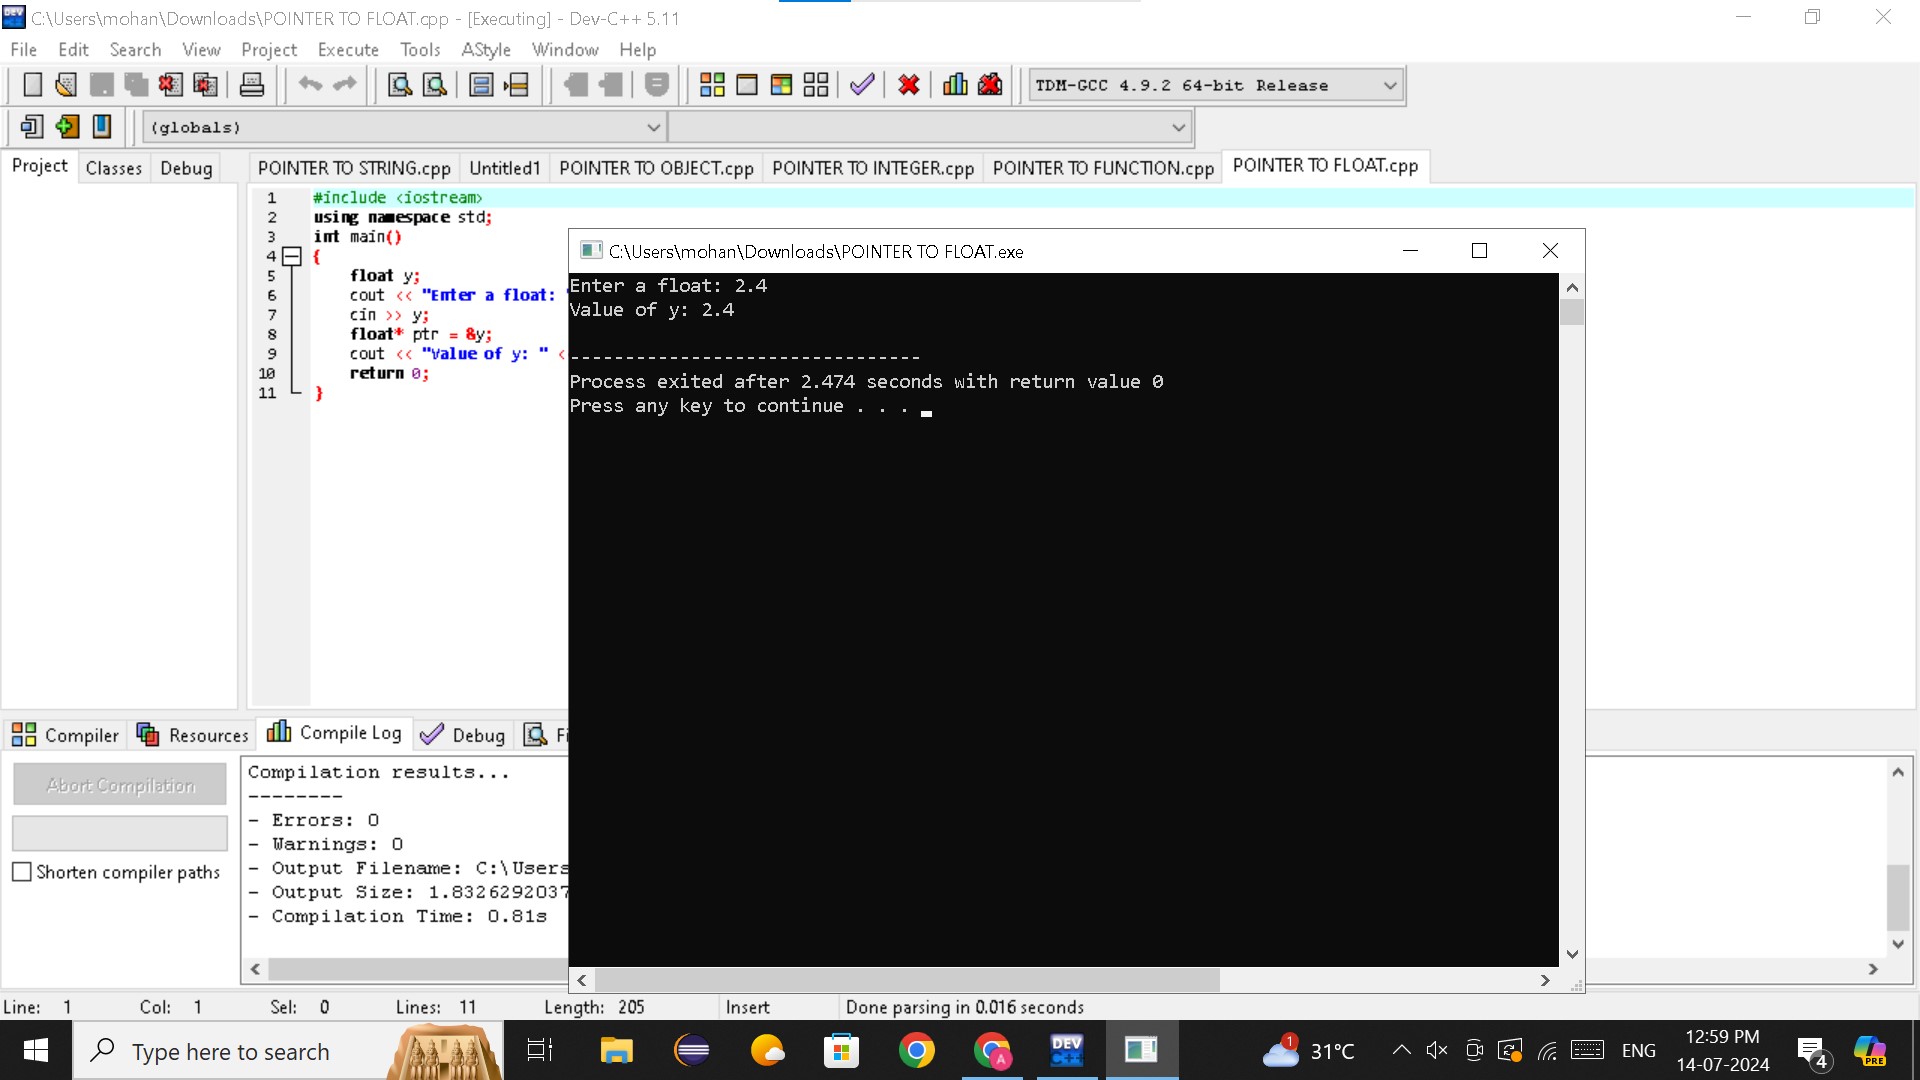 C:\Users\mohan\Downloads\POINTER TO FLOAT.cpp - [Executing] - Dev-C++ 5.11
File Edit Search View Project Execute Tools AStyle Window Help
TDM-GCC 4.9.2 64-bit Release
(globals)
Project Classes Debug
POINTER TO STRING.cpp Untitled1 POINTER TO OBJECT.cpp POINTER TO INTEGER.cpp POINTER TO FUNCTION.cpp POINTER TO FLOAT.cpp
1 #include <iostream>
2 using namespace std;
3 int main()
4 {
5 float y;
6 cout << "Enter a float:
7 cin >> y;
8 float* ptr = &y;
9 cout << "Value of y: " <
10 return 0;
11 }
C:\Users\mohan\Downloads\POINTER TO FLOAT.exe
Enter a float: 2.4
Value of y: 2.4
--------------------------------
Process exited after 2.474 seconds with return value 0
Press any key to continue . . .
Compiler Resources Compile Log Debug Fi
Abort Compilation
Shorten compiler paths
Compilation results...
--------
- Errors: 0
- Warnings: 0
- Output Filename: C:\Users
- Output Size: 1.8326292037
- Compilation Time: 0.81s
Line: 1 Col: 1 Sel: 0 Lines: 11 Length: 205 Insert Done parsing in 0.016 seconds
Type here to search
DEV C++
1 31°C
ENG
12:59 PM
14-07-2024
4
PRE
A
DEV